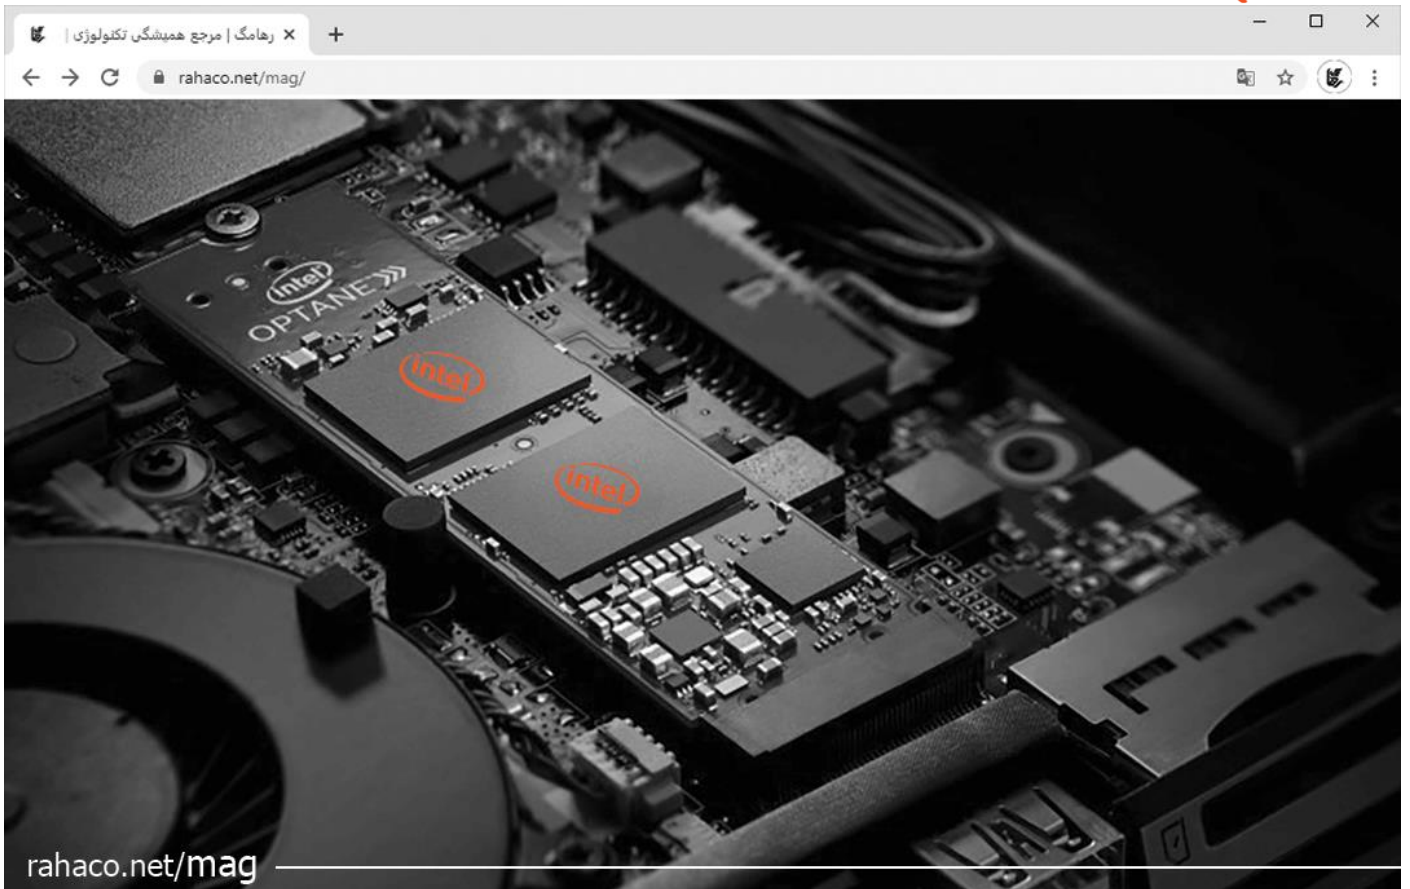 رهامگ | مرجع همیشگی تکنولوژی |
rahaco.net/mag/
intel
OPTANE
intel
intel
rahaco.net/mag